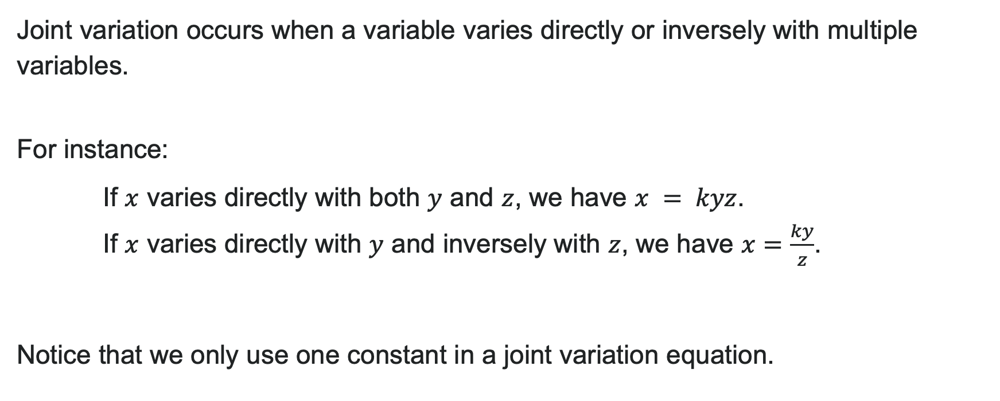 Joint variation occurs when a variable varies directly or inversely with multiple
variables.
For instance:
If x varies directly with both y and z, we have x = kyz.
If x varies directly with y and inversely with z, we have x = \frac{ky}{z}.
Notice that we only use one constant in a joint variation equation.